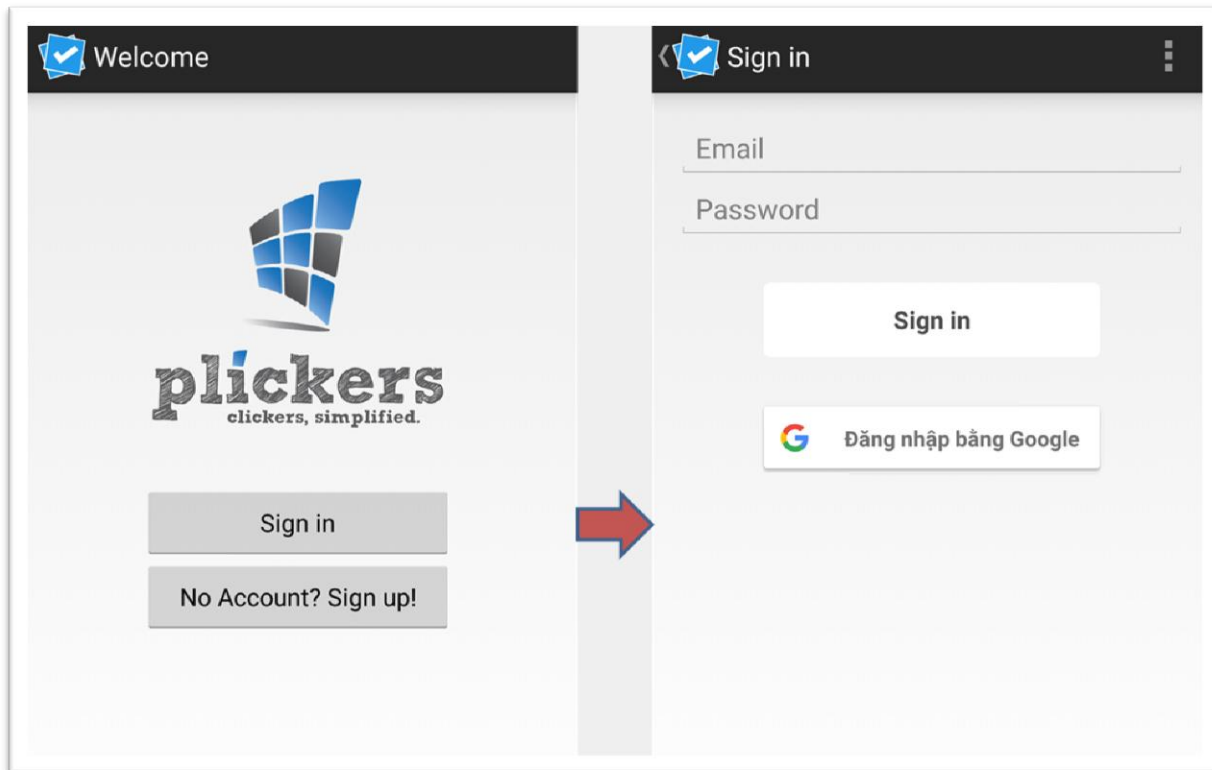 Welcome
plickers
clickers, simplified.
Sign in
No Account? Sign up!
Sign in
Email
Password
Sign in
Đăng nhập bằng Google